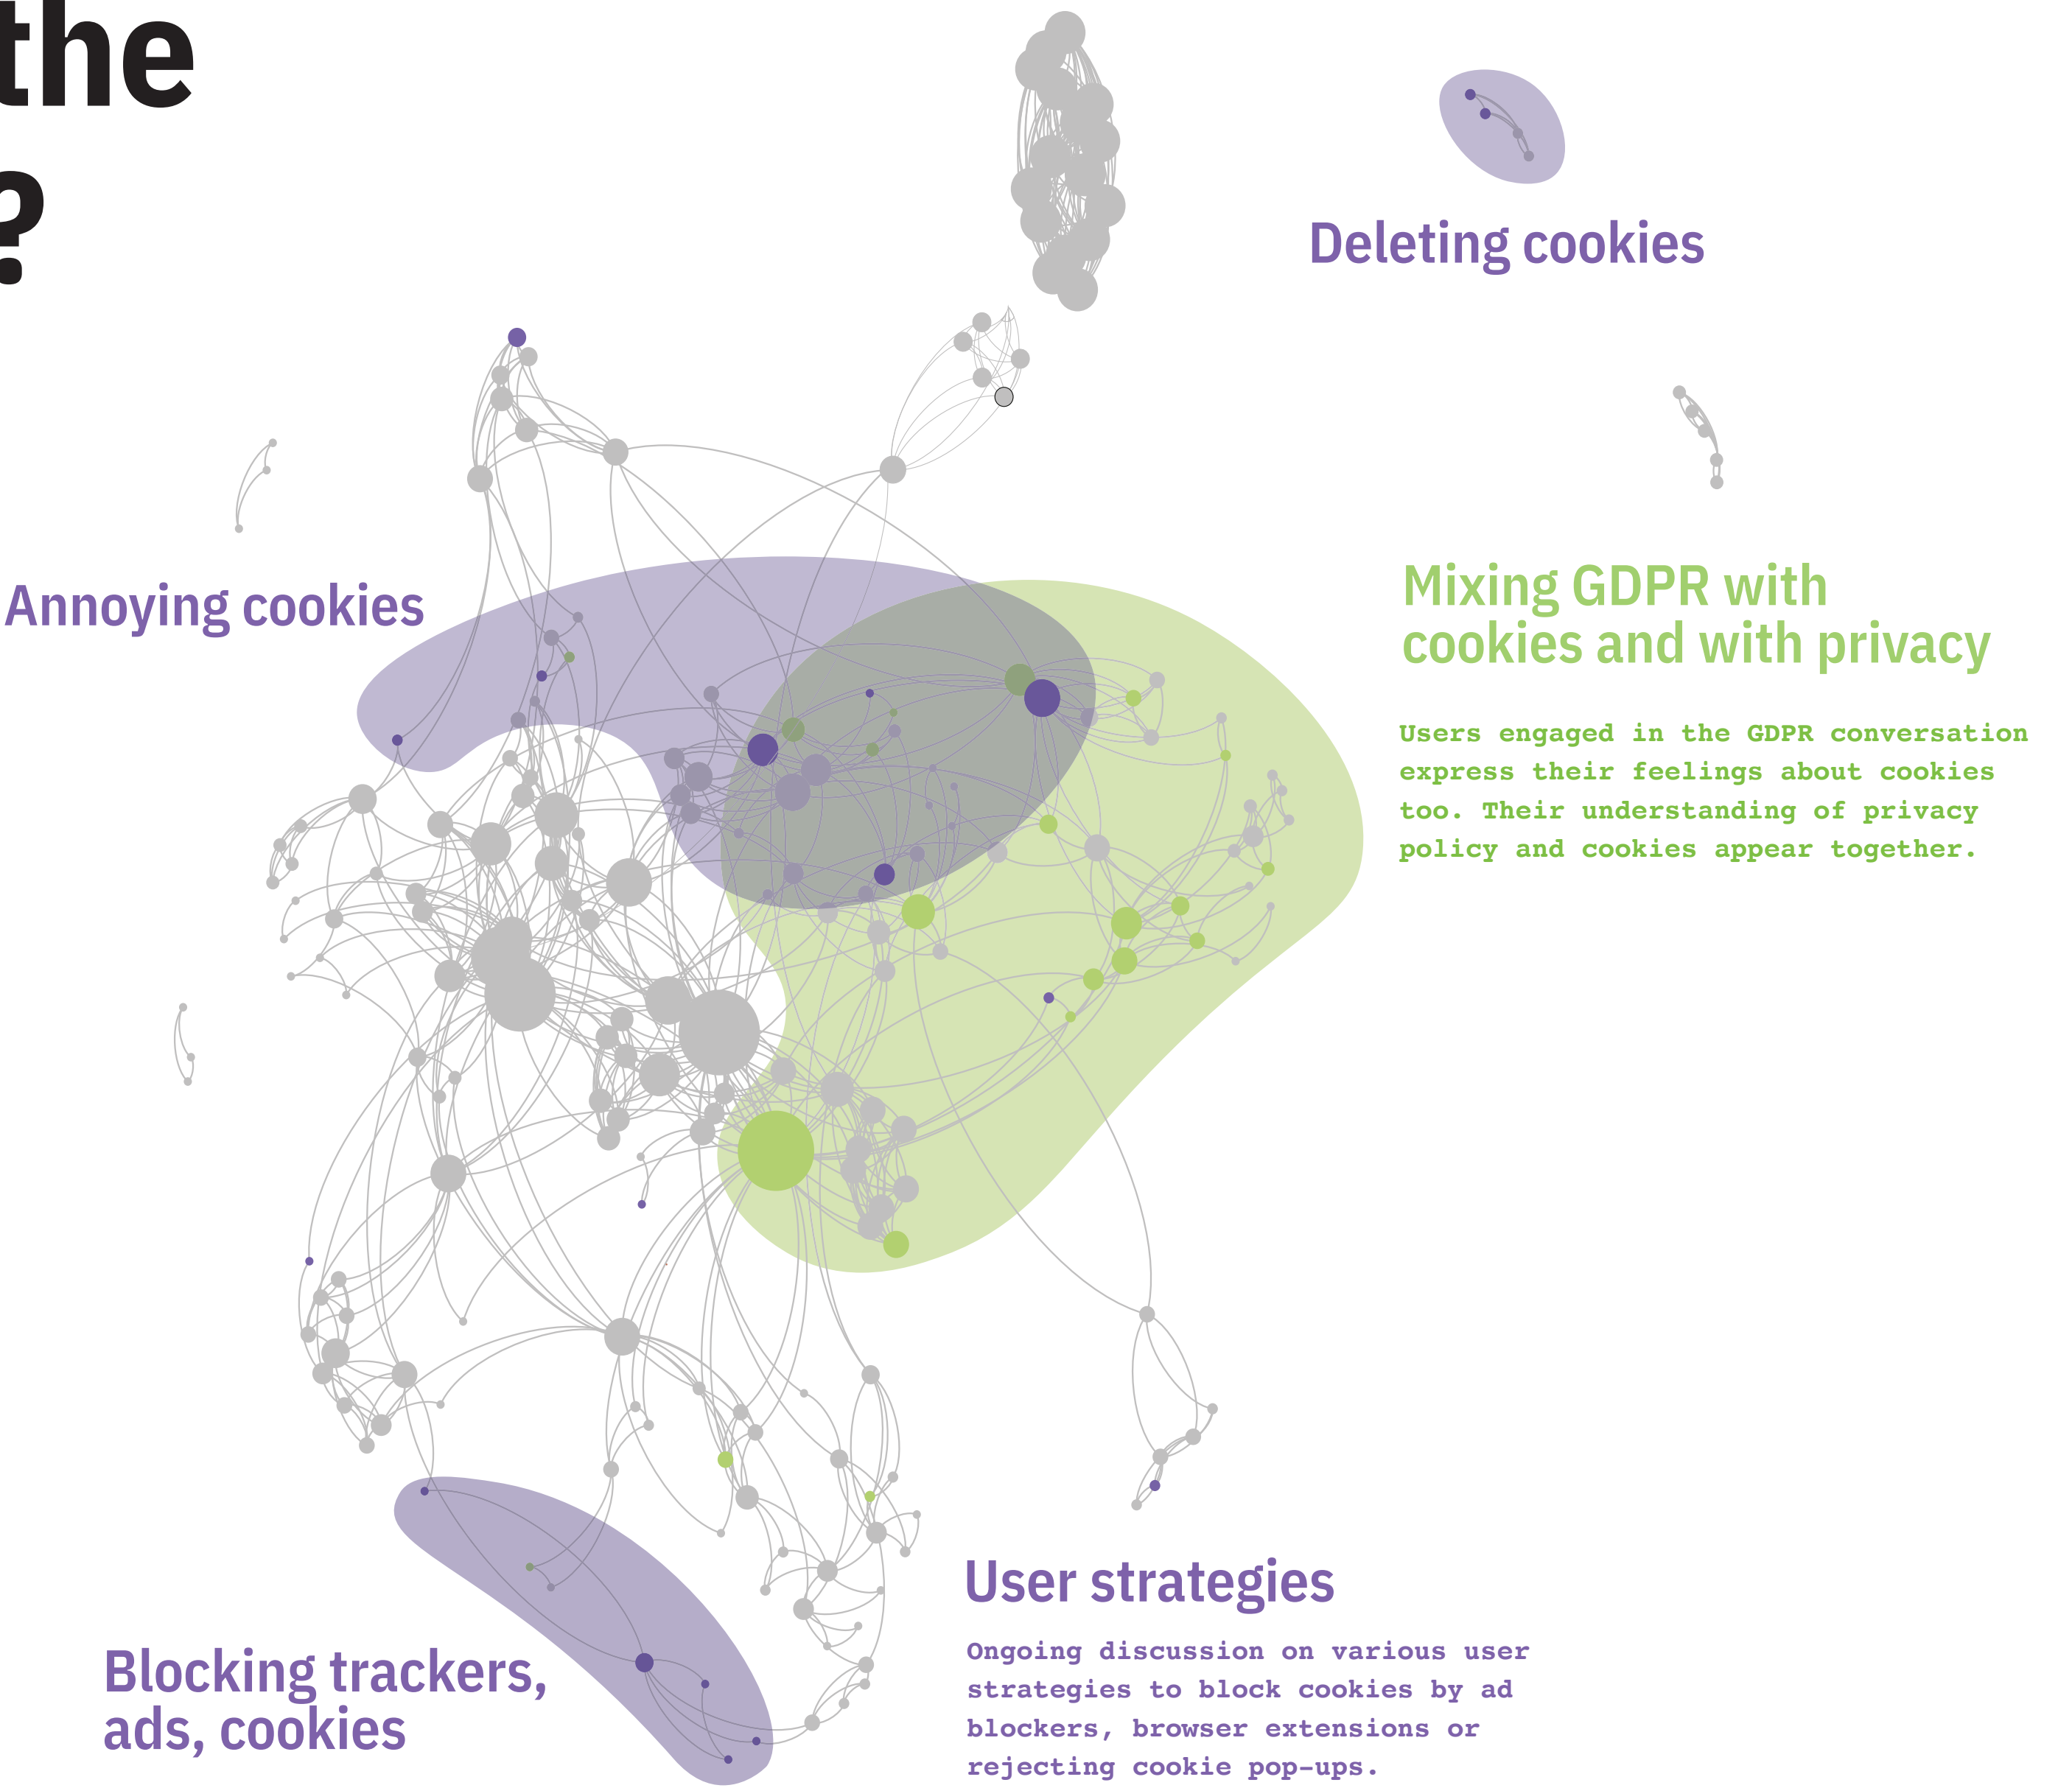 the
?
Deleting cookies
Annoying cookies
Mixing GDPR with
cookies and with privacy
Users engaged in the GDPR conversation
express their feelings about cookies
too. Their understanding of privacy
policy and cookies appear together.
User strategies
Ongoing discussion on various user
strategies to block cookies by ad
blockers, browser extensions or
rejecting cookie pop-ups.
Blocking trackers,
ads, cookies